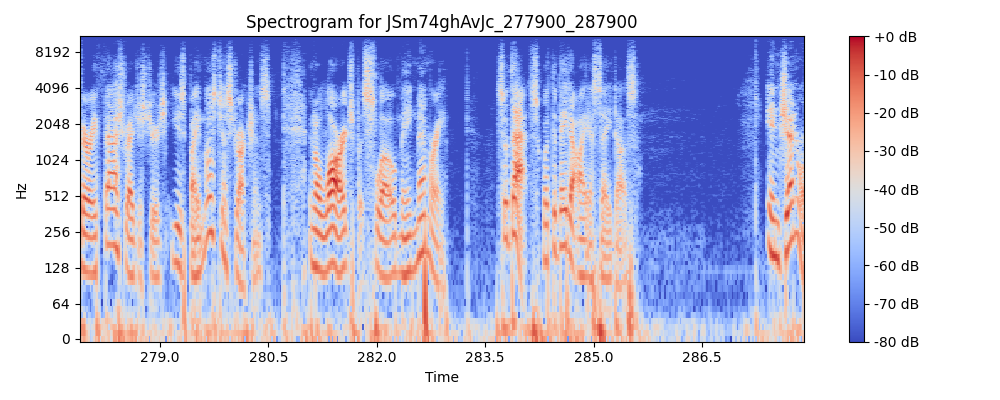 Spectrogram for JSm74ghAvJc_277900_287900
8192
4096
2048
1024
512
256
128
64
0
Hz
279.0 280.5 282.0 283.5 285.0 286.5
Time
+0 dB
-10 dB
-20 dB
-30 dB
-40 dB
-50 dB
-60 dB
-70 dB
-80 dB